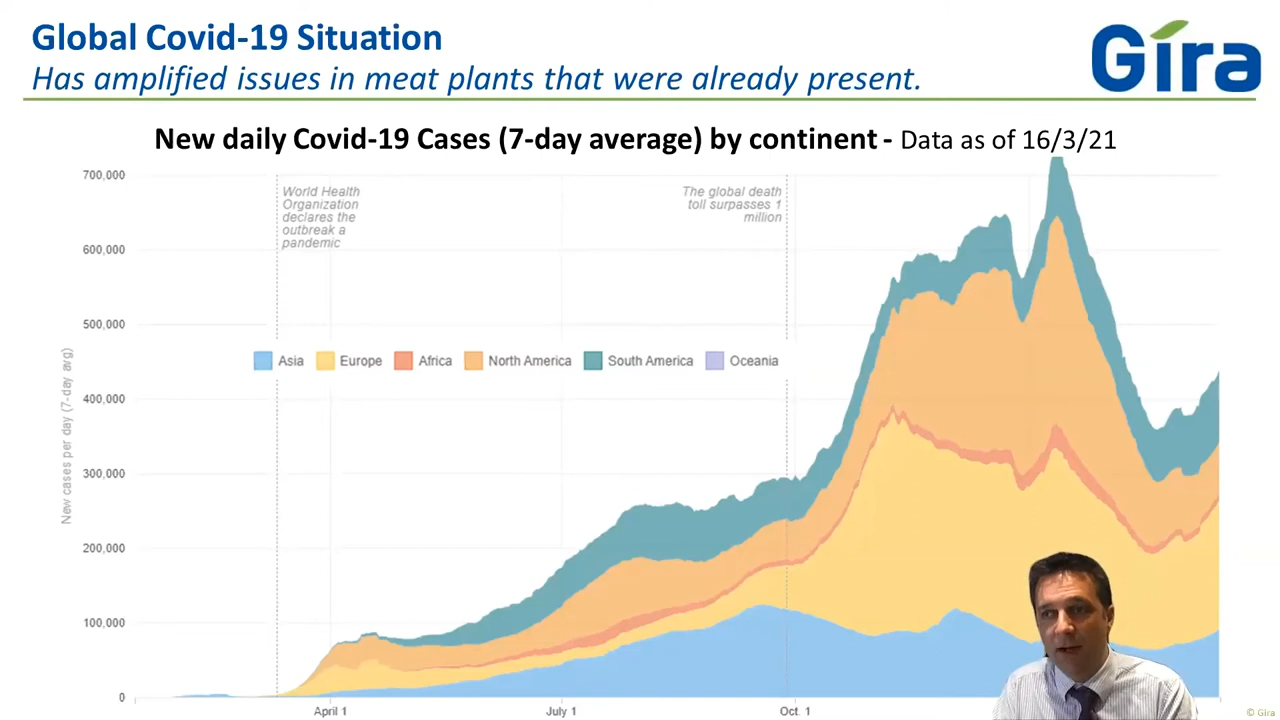 Global Covid-19 Situation
Has amplified issues in meat plants that were already present.
Gira
New daily Covid-19 Cases (7-day average) by continent - Data as of 16/3/21
700,000
600,000
500,000
400,000
300,000
200,000
100,000
0
New cases per day (7-day avg)
World Health
Organization
declares the
outbreak a
pandemic
The global death
toll surpasses 1
million
Asia Europe Africa North America South America Oceania
April 1 July 1 Oct. 1
© Gira